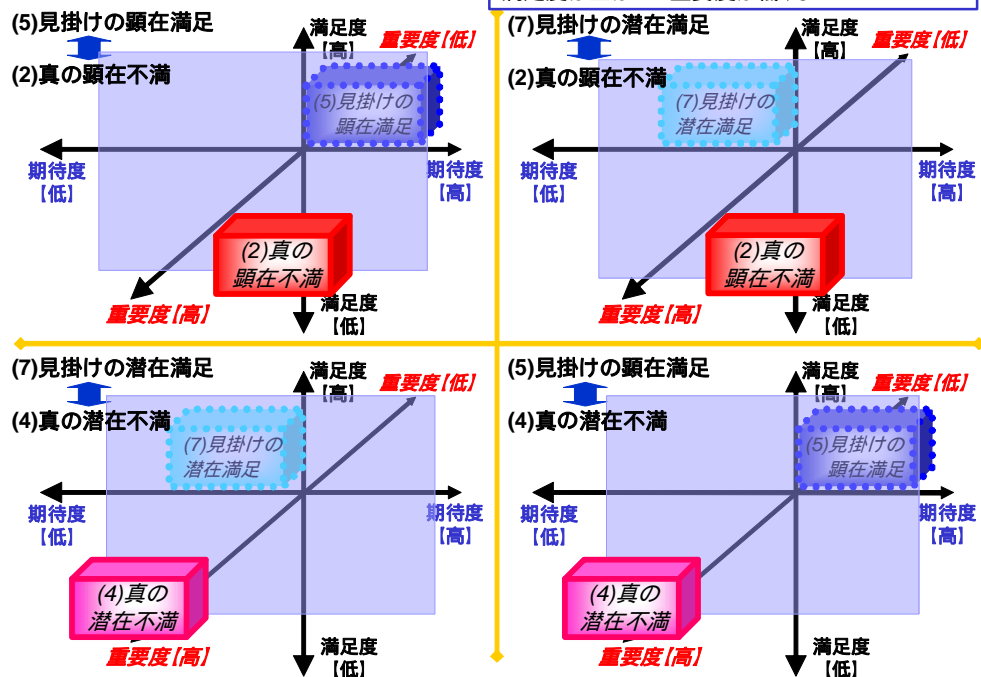 (5)見掛けの顕在満足
(2)真の顕在不満
満足度
【高】
重要度【低】
(5)見掛けの
顕在満足
期待度
【低】
期待度
【高】
(2)真の
顕在不満
重要度【高】
満足度
【低】
(7)見掛けの潜在満足
(2)真の顕在不満
満足度
【高】
重要度【低】
(7)見掛けの
潜在満足
期待度
【低】
期待度
【高】
(2)真の
顕在不満
重要度【高】
満足度
【低】
(7)見掛けの潜在満足
(4)真の潜在不満
満足度
【高】
重要度【低】
(7)見掛けの
潜在満足
期待度
【低】
期待度
【高】
(4)真の
潜在不満
重要度【高】
満足度
【低】
(5)見掛けの顕在満足
(4)真の潜在不満
満足度
【高】
重要度【低】
(5)見掛けの
顕在満足
期待度
【低】
期待度
【高】
(4)真の
潜在不満
重要度【高】
満足度
【低】